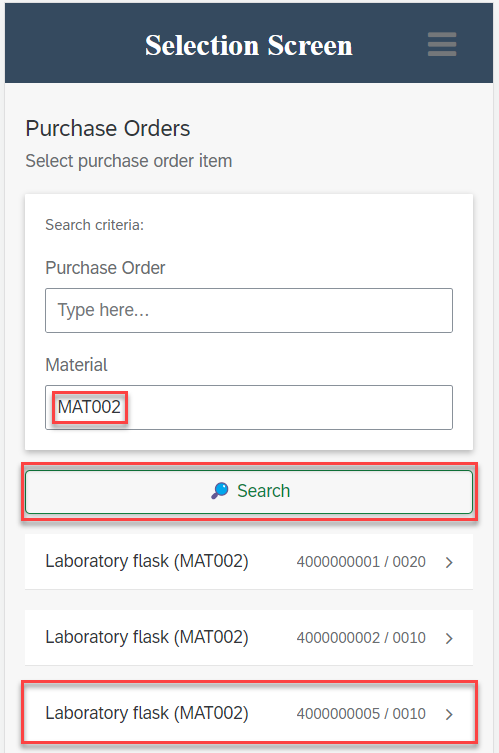 Selection Screen
Purchase Orders
Select purchase order item
Search criteria:
Purchase Order
Type here...
Material
MAT002
Search
Laboratory flask (MAT002) 4000000001 / 0020
Laboratory flask (MAT002) 4000000002 / 0010
Laboratory flask (MAT002) 4000000005 / 0010